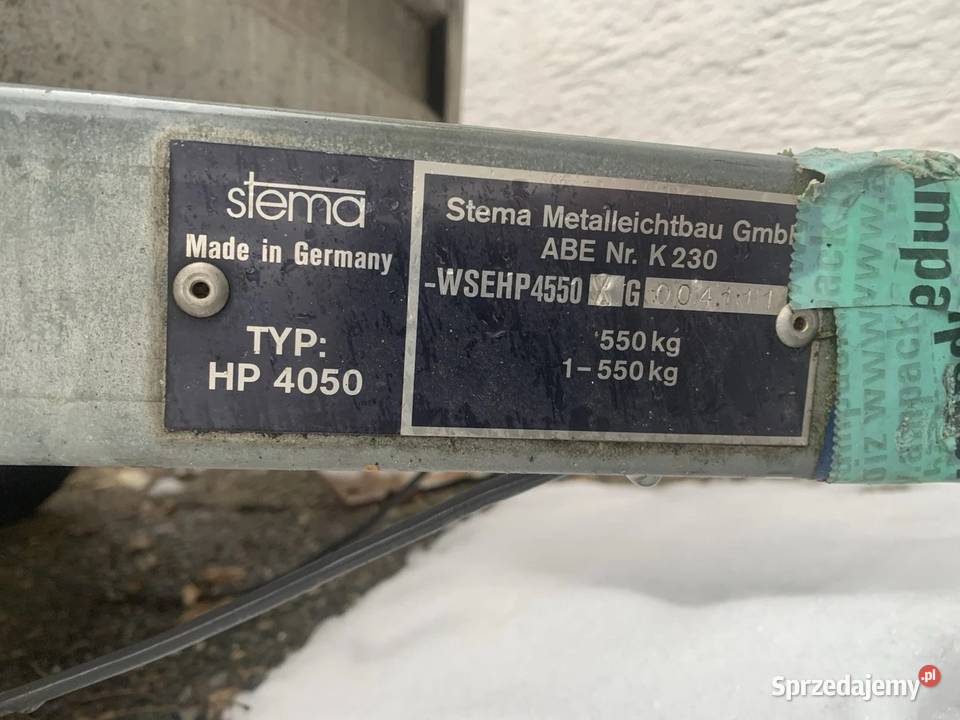 stema
Made in Germany
TYP:
HP 4050
Stema Metalleichtbau GmbH
ABE Nr. K 230
-WSEHP4550 X G 004111
550 kg
1-550 kg
Sprzedajemy.pl